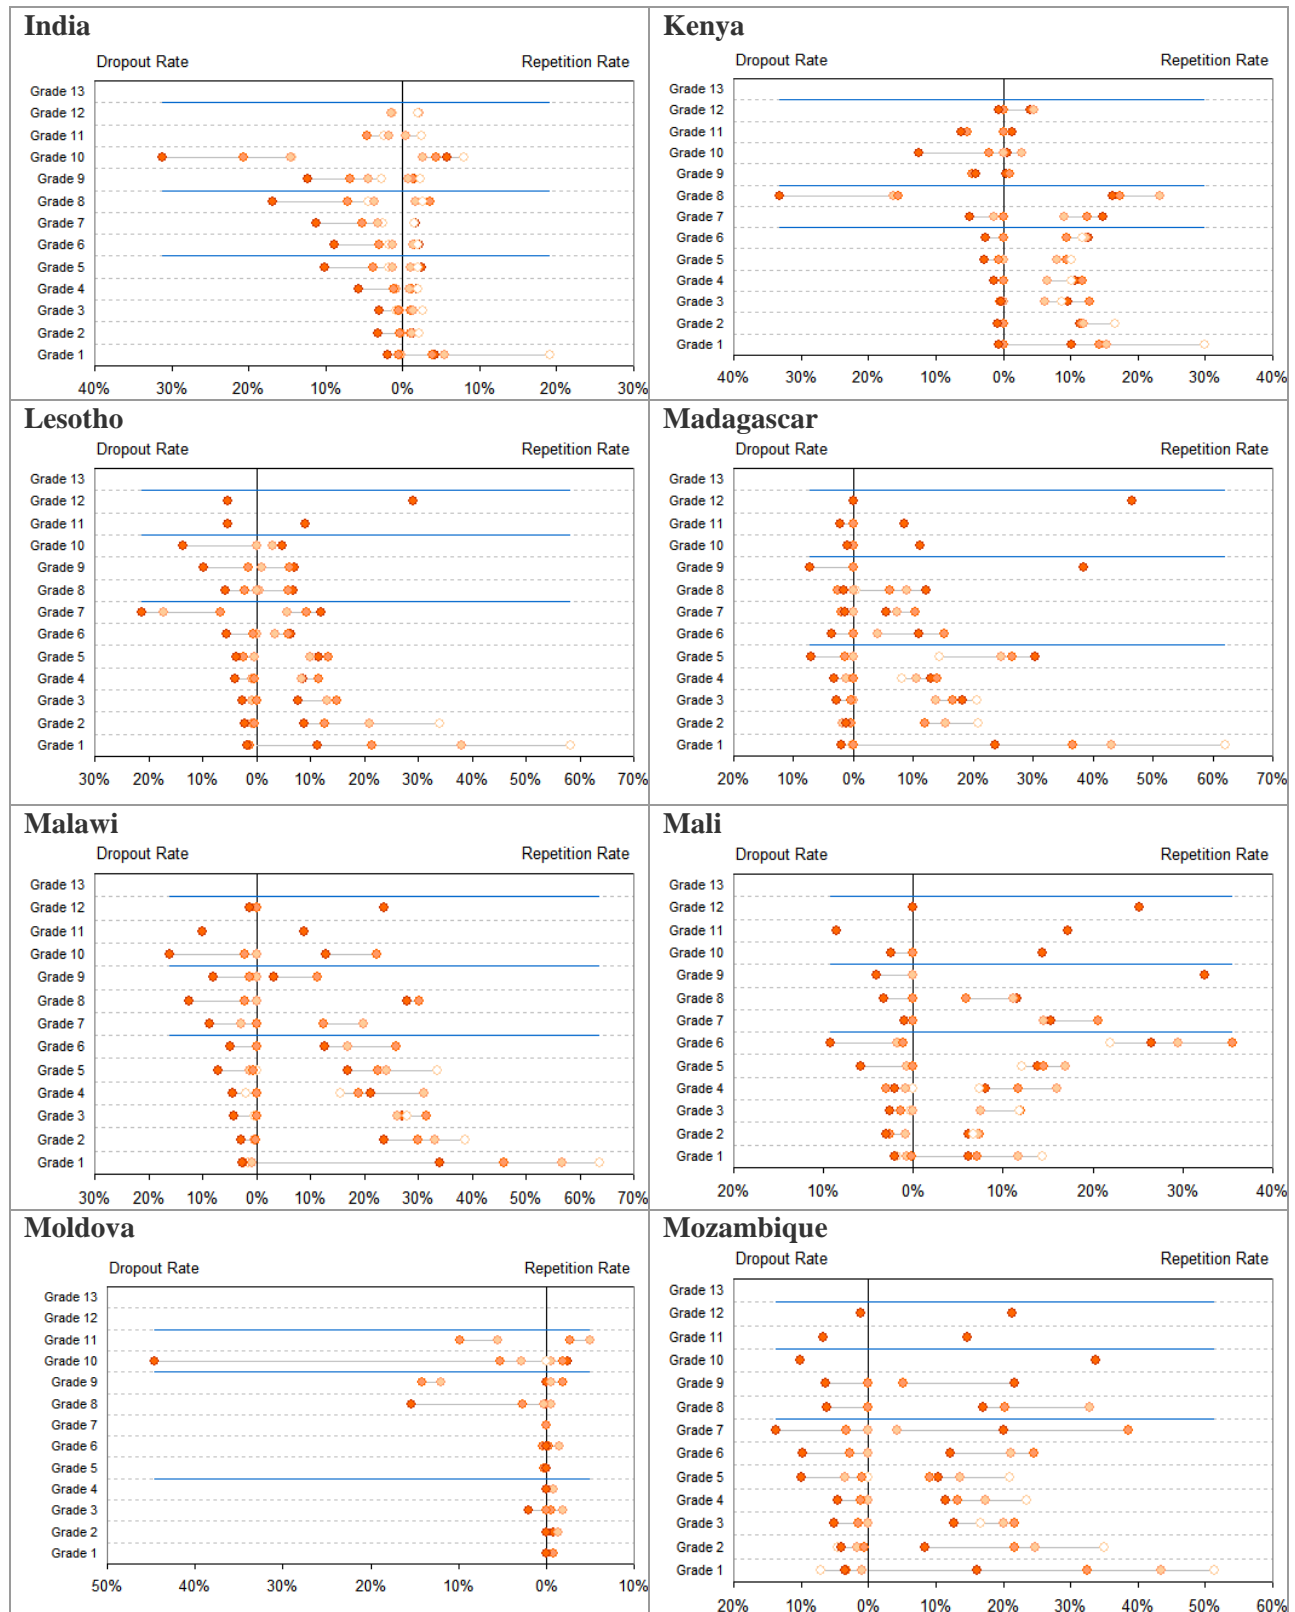 India
Dropout Rate Repetition Rate
Grade 13
Grade 12
Grade 11
Grade 10
Grade 9
Grade 8
Grade 7
Grade 6
Grade 5
Grade 4
Grade 3
Grade 2
Grade 1
40% 30% 20% 10% 0% 10% 20% 30%
Kenya
Dropout Rate Repetition Rate
Grade 13
Grade 12
Grade 11
Grade 10
Grade 9
Grade 8
Grade 7
Grade 6
Grade 5
Grade 4
Grade 3
Grade 2
Grade 1
40% 30% 20% 10% 0% 10% 20% 30% 40%
Lesotho
Dropout Rate Repetition Rate
Grade 13
Grade 12
Grade 11
Grade 10
Grade 9
Grade 8
Grade 7
Grade 6
Grade 5
Grade 4
Grade 3
Grade 2
Grade 1
30% 20% 10% 0% 10% 20% 30% 40% 50% 60% 70%
Madagascar
Dropout Rate Repetition Rate
Grade 13
Grade 12
Grade 11
Grade 10
Grade 9
Grade 8
Grade 7
Grade 6
Grade 5
Grade 4
Grade 3
Grade 2
Grade 1
20% 10% 0% 10% 20% 30% 40% 50% 60% 70%
Malawi
Dropout Rate Repetition Rate
Grade 13
Grade 12
Grade 11
Grade 10
Grade 9
Grade 8
Grade 7
Grade 6
Grade 5
Grade 4
Grade 3
Grade 2
Grade 1
30% 20% 10% 0% 10% 20% 30% 40% 50% 60% 70%
Mali
Dropout Rate Repetition Rate
Grade 13
Grade 12
Grade 11
Grade 10
Grade 9
Grade 8
Grade 7
Grade 6
Grade 5
Grade 4
Grade 3
Grade 2
Grade 1
20% 10% 0% 10% 20% 30% 40%
Moldova
Dropout Rate Repetition Rate
Grade 13
Grade 12
Grade 11
Grade 10
Grade 9
Grade 8
Grade 7
Grade 6
Grade 5
Grade 4
Grade 3
Grade 2
Grade 1
50% 40% 30% 20% 10% 0% 10%
Mozambique
Dropout Rate Repetition Rate
Grade 13
Grade 12
Grade 11
Grade 10
Grade 9
Grade 8
Grade 7
Grade 6
Grade 5
Grade 4
Grade 3
Grade 2
Grade 1
20% 10% 0% 10% 20% 30% 40% 50% 60%